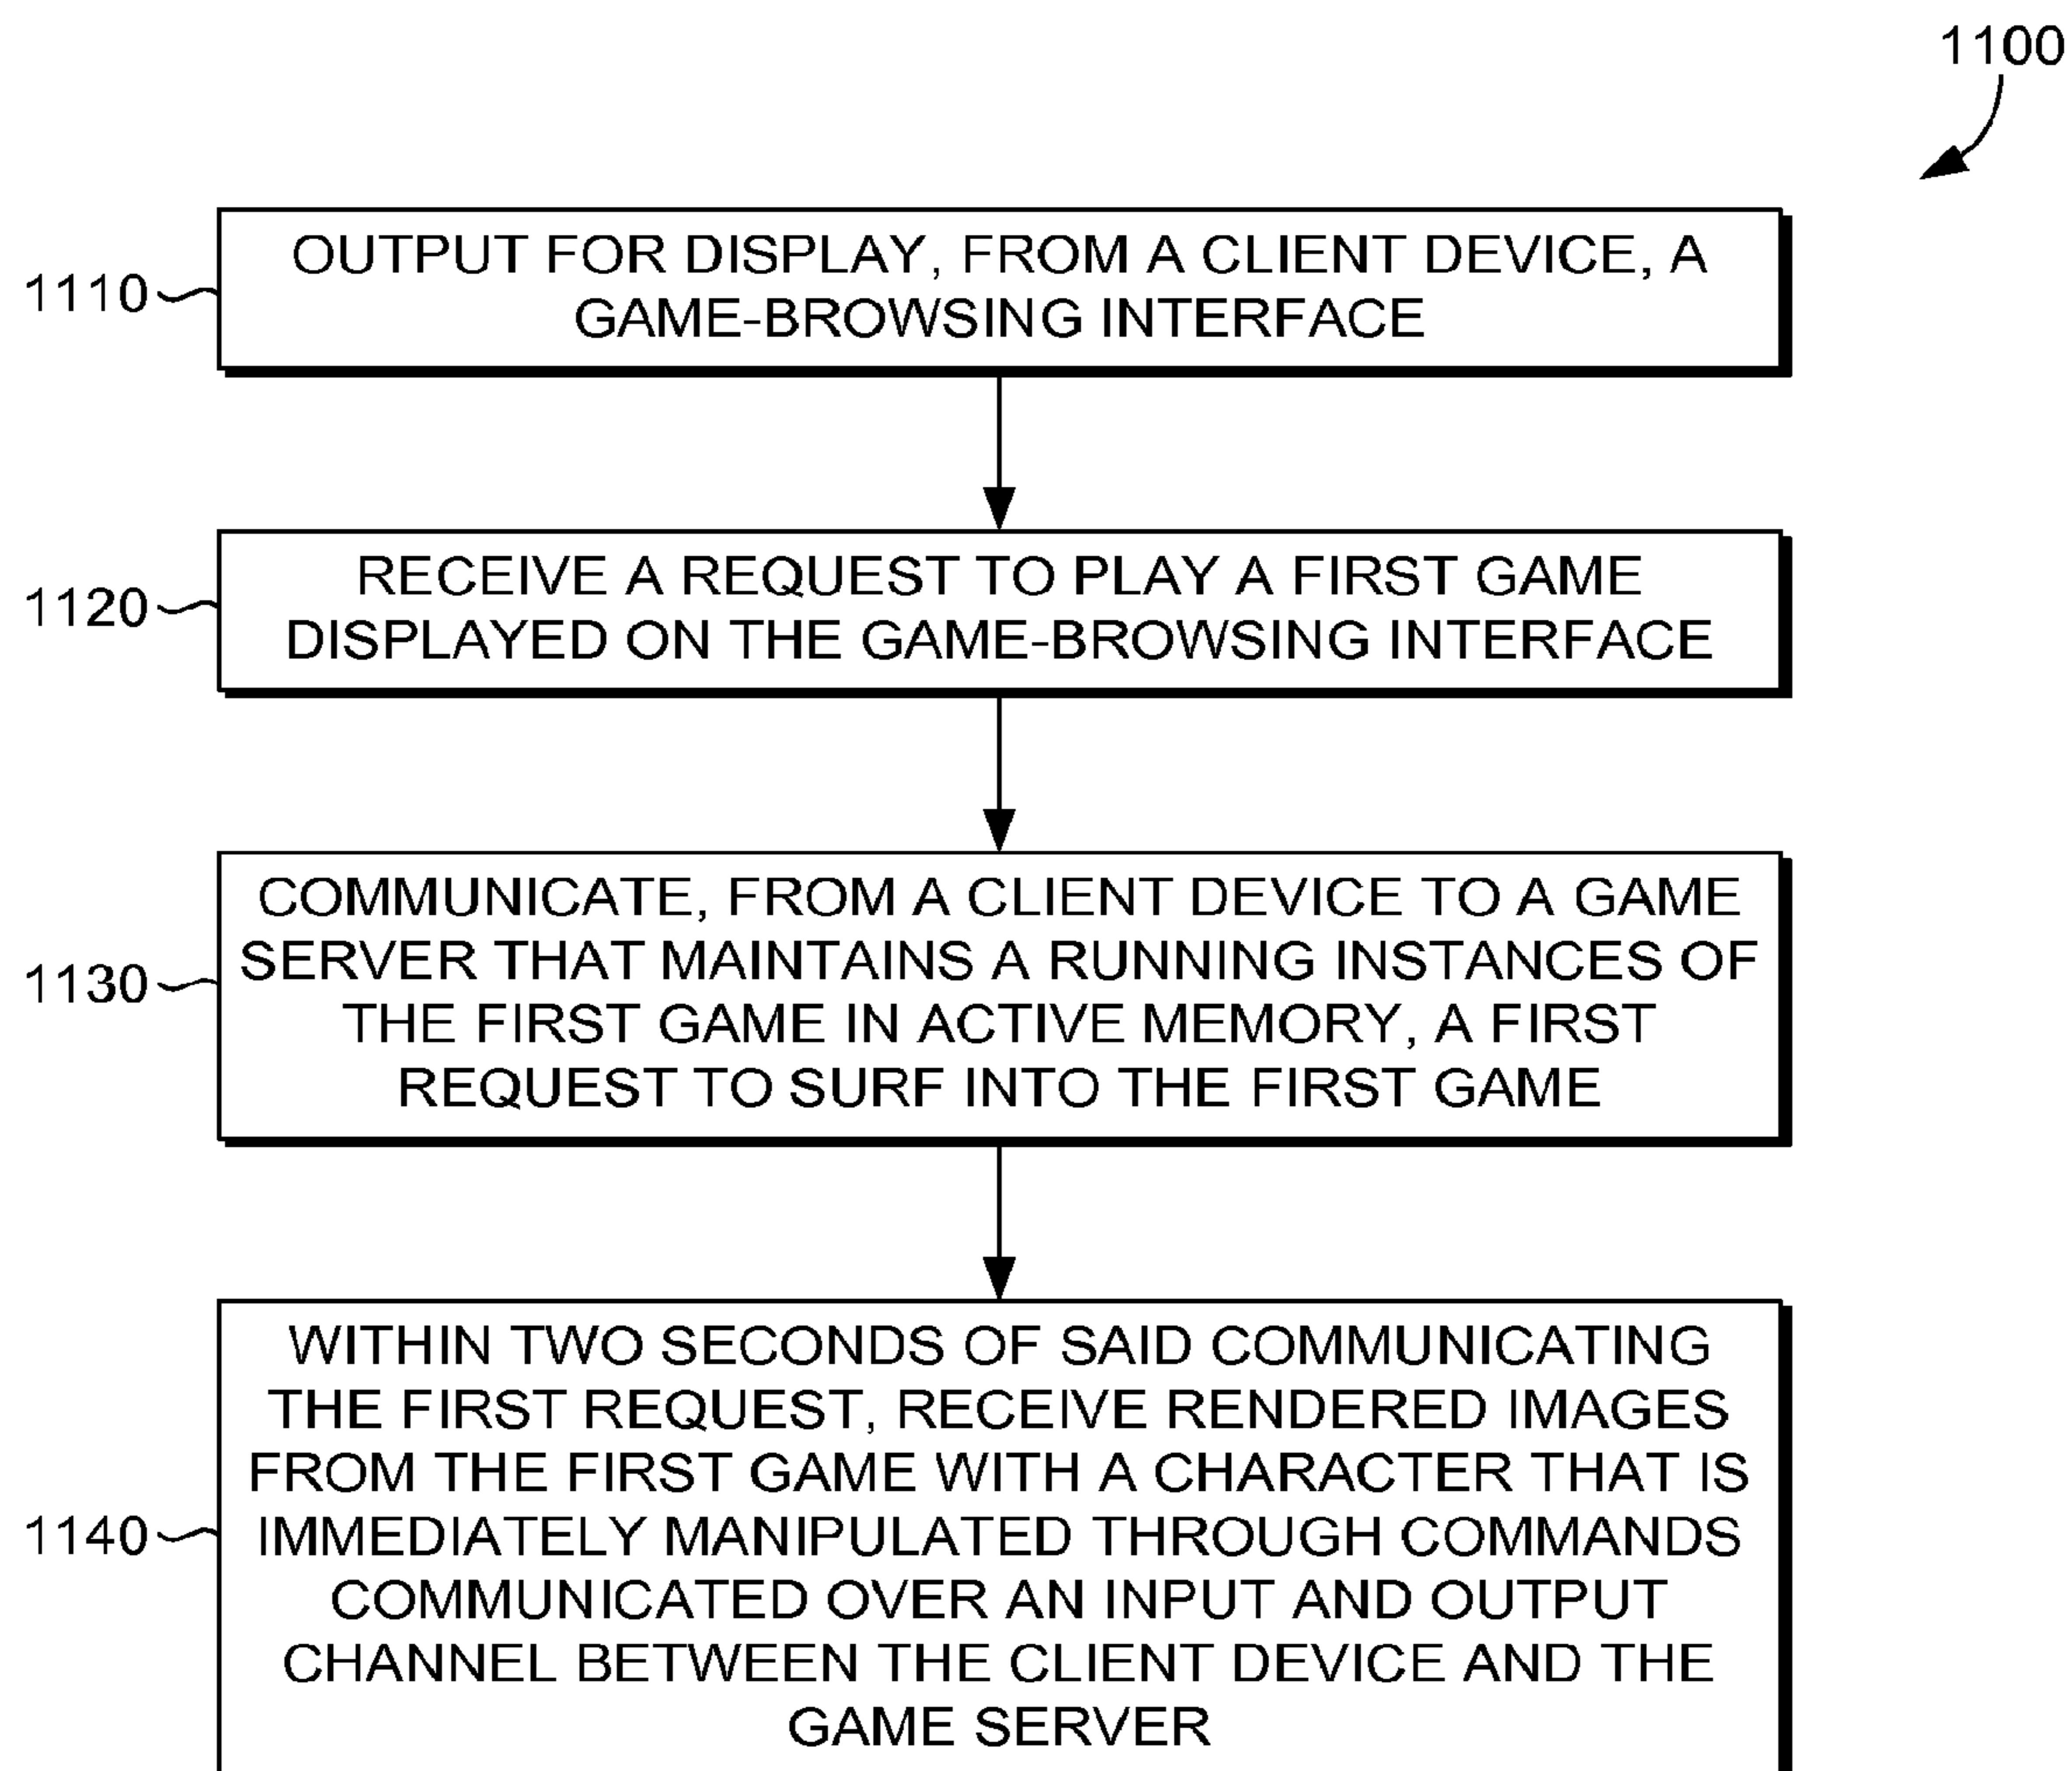 1100
1110
OUTPUT FOR DISPLAY, FROM A CLIENT DEVICE, A
GAME-BROWSING INTERFACE
1120
RECEIVE A REQUEST TO PLAY A FIRST GAME
DISPLAYED ON THE GAME-BROWSING INTERFACE
1130
COMMUNICATE, FROM A CLIENT DEVICE TO A GAME
SERVER THAT MAINTAINS A RUNNING INSTANCES OF
THE FIRST GAME IN ACTIVE MEMORY, A FIRST
REQUEST TO SURF INTO THE FIRST GAME
1140
WITHIN TWO SECONDS OF SAID COMMUNICATING
THE FIRST REQUEST, RECEIVE RENDERED IMAGES
FROM THE FIRST GAME WITH A CHARACTER THAT IS
IMMEDIATELY MANIPULATED THROUGH COMMANDS
COMMUNICATED OVER AN INPUT AND OUTPUT
CHANNEL BETWEEN THE CLIENT DEVICE AND THE
GAME SERVER